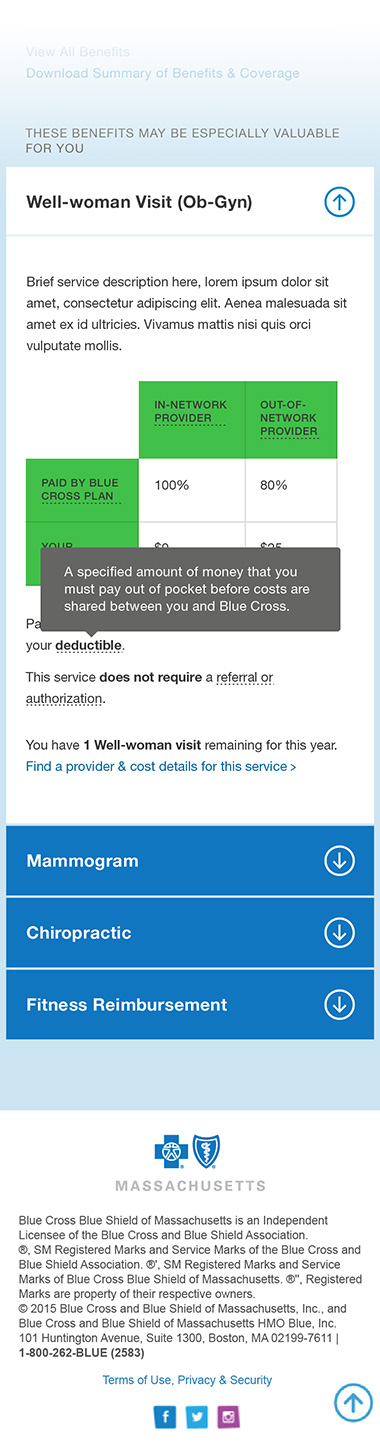 View All Benefits
Download Summary of Benefits & Coverage
THESE BENEFITS MAY BE ESPECIALLY VALUABLE
FOR YOU
Well-woman Visit (Ob-Gyn)
Brief service description here, lorem ipsum dolor sit
amet, consectetur adipiscing elit. Aenea malesuada sit
amet ex id ultricies. Vivamus mattis nisi quis orci
vulputate mollis.
IN-NETWORK
PROVIDER
OUT-OF-
NETWORK
PROVIDER
PAID BY BLUE
CROSS PLAN
100%
80%
YOUR
$0
$25
A specified amount of money that you
must pay out of pocket before costs are
shared between you and Blue Cross.
your deductible.
This service does not require a referral or
authorization.
You have 1 Well-woman visit remaining for this year.
Find a provider & cost details for this service >
Mammogram
Chiropractic
Fitness Reimbursement
MASSACHUSETTS
Blue Cross Blue Shield of Massachusetts is an Independent
Licensee of the Blue Cross and Blue Shield Association.
®, SM Registered Marks and Service Marks of the Blue Cross and
Blue Shield Association. ®', SM Registered Marks and Service
Marks of Blue Cross Blue Shield of Massachusetts. ®", Registered
Marks are property of their respective owners.
© 2015 Blue Cross and Blue Shield of Massachusetts, Inc., and
Blue Cross and Blue Shield of Massachusetts HMO Blue, Inc.
101 Huntington Avenue, Suite 1300, Boston, MA 02199-7611 |
1-800-262-BLUE (2583)
Terms of Use, Privacy & Security